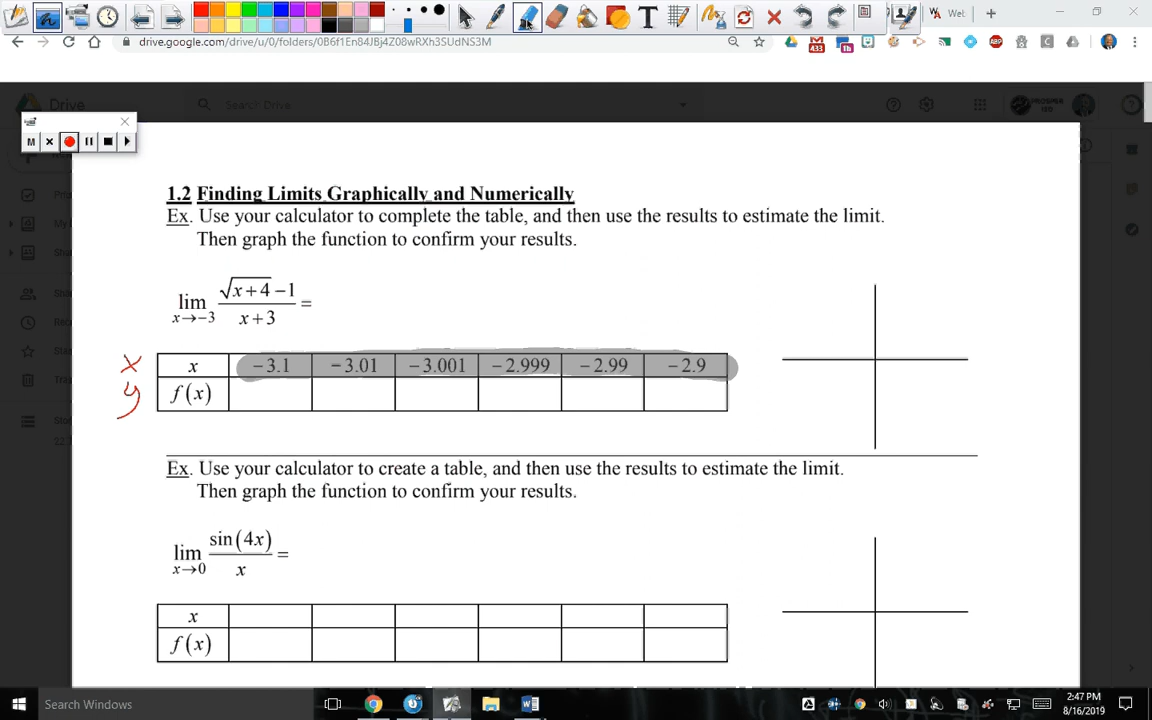 Wel
drive.google.com/drive/u/0/folders/0B6f1En84JBj4Z08wRXh3SUdNS3M
Drive
Search Drive
M
1.2 Finding Limits Graphically and Numerically
Ex. Use your calculator to complete the table, and then use the results to estimate the limit.
Then graph the function to confirm your results.
lim x→−3 (√(x+4) −1)/(x+3) =
x x −3.1 −3.01 −3.001 −2.999 −2.99 −2.9
y f(x)
Ex. Use your calculator to create a table, and then use the results to estimate the limit.
Then graph the function to confirm your results.
lim x→0 sin(4x)/x =
x
f(x)
Search Windows
2:47 PM
8/16/2019